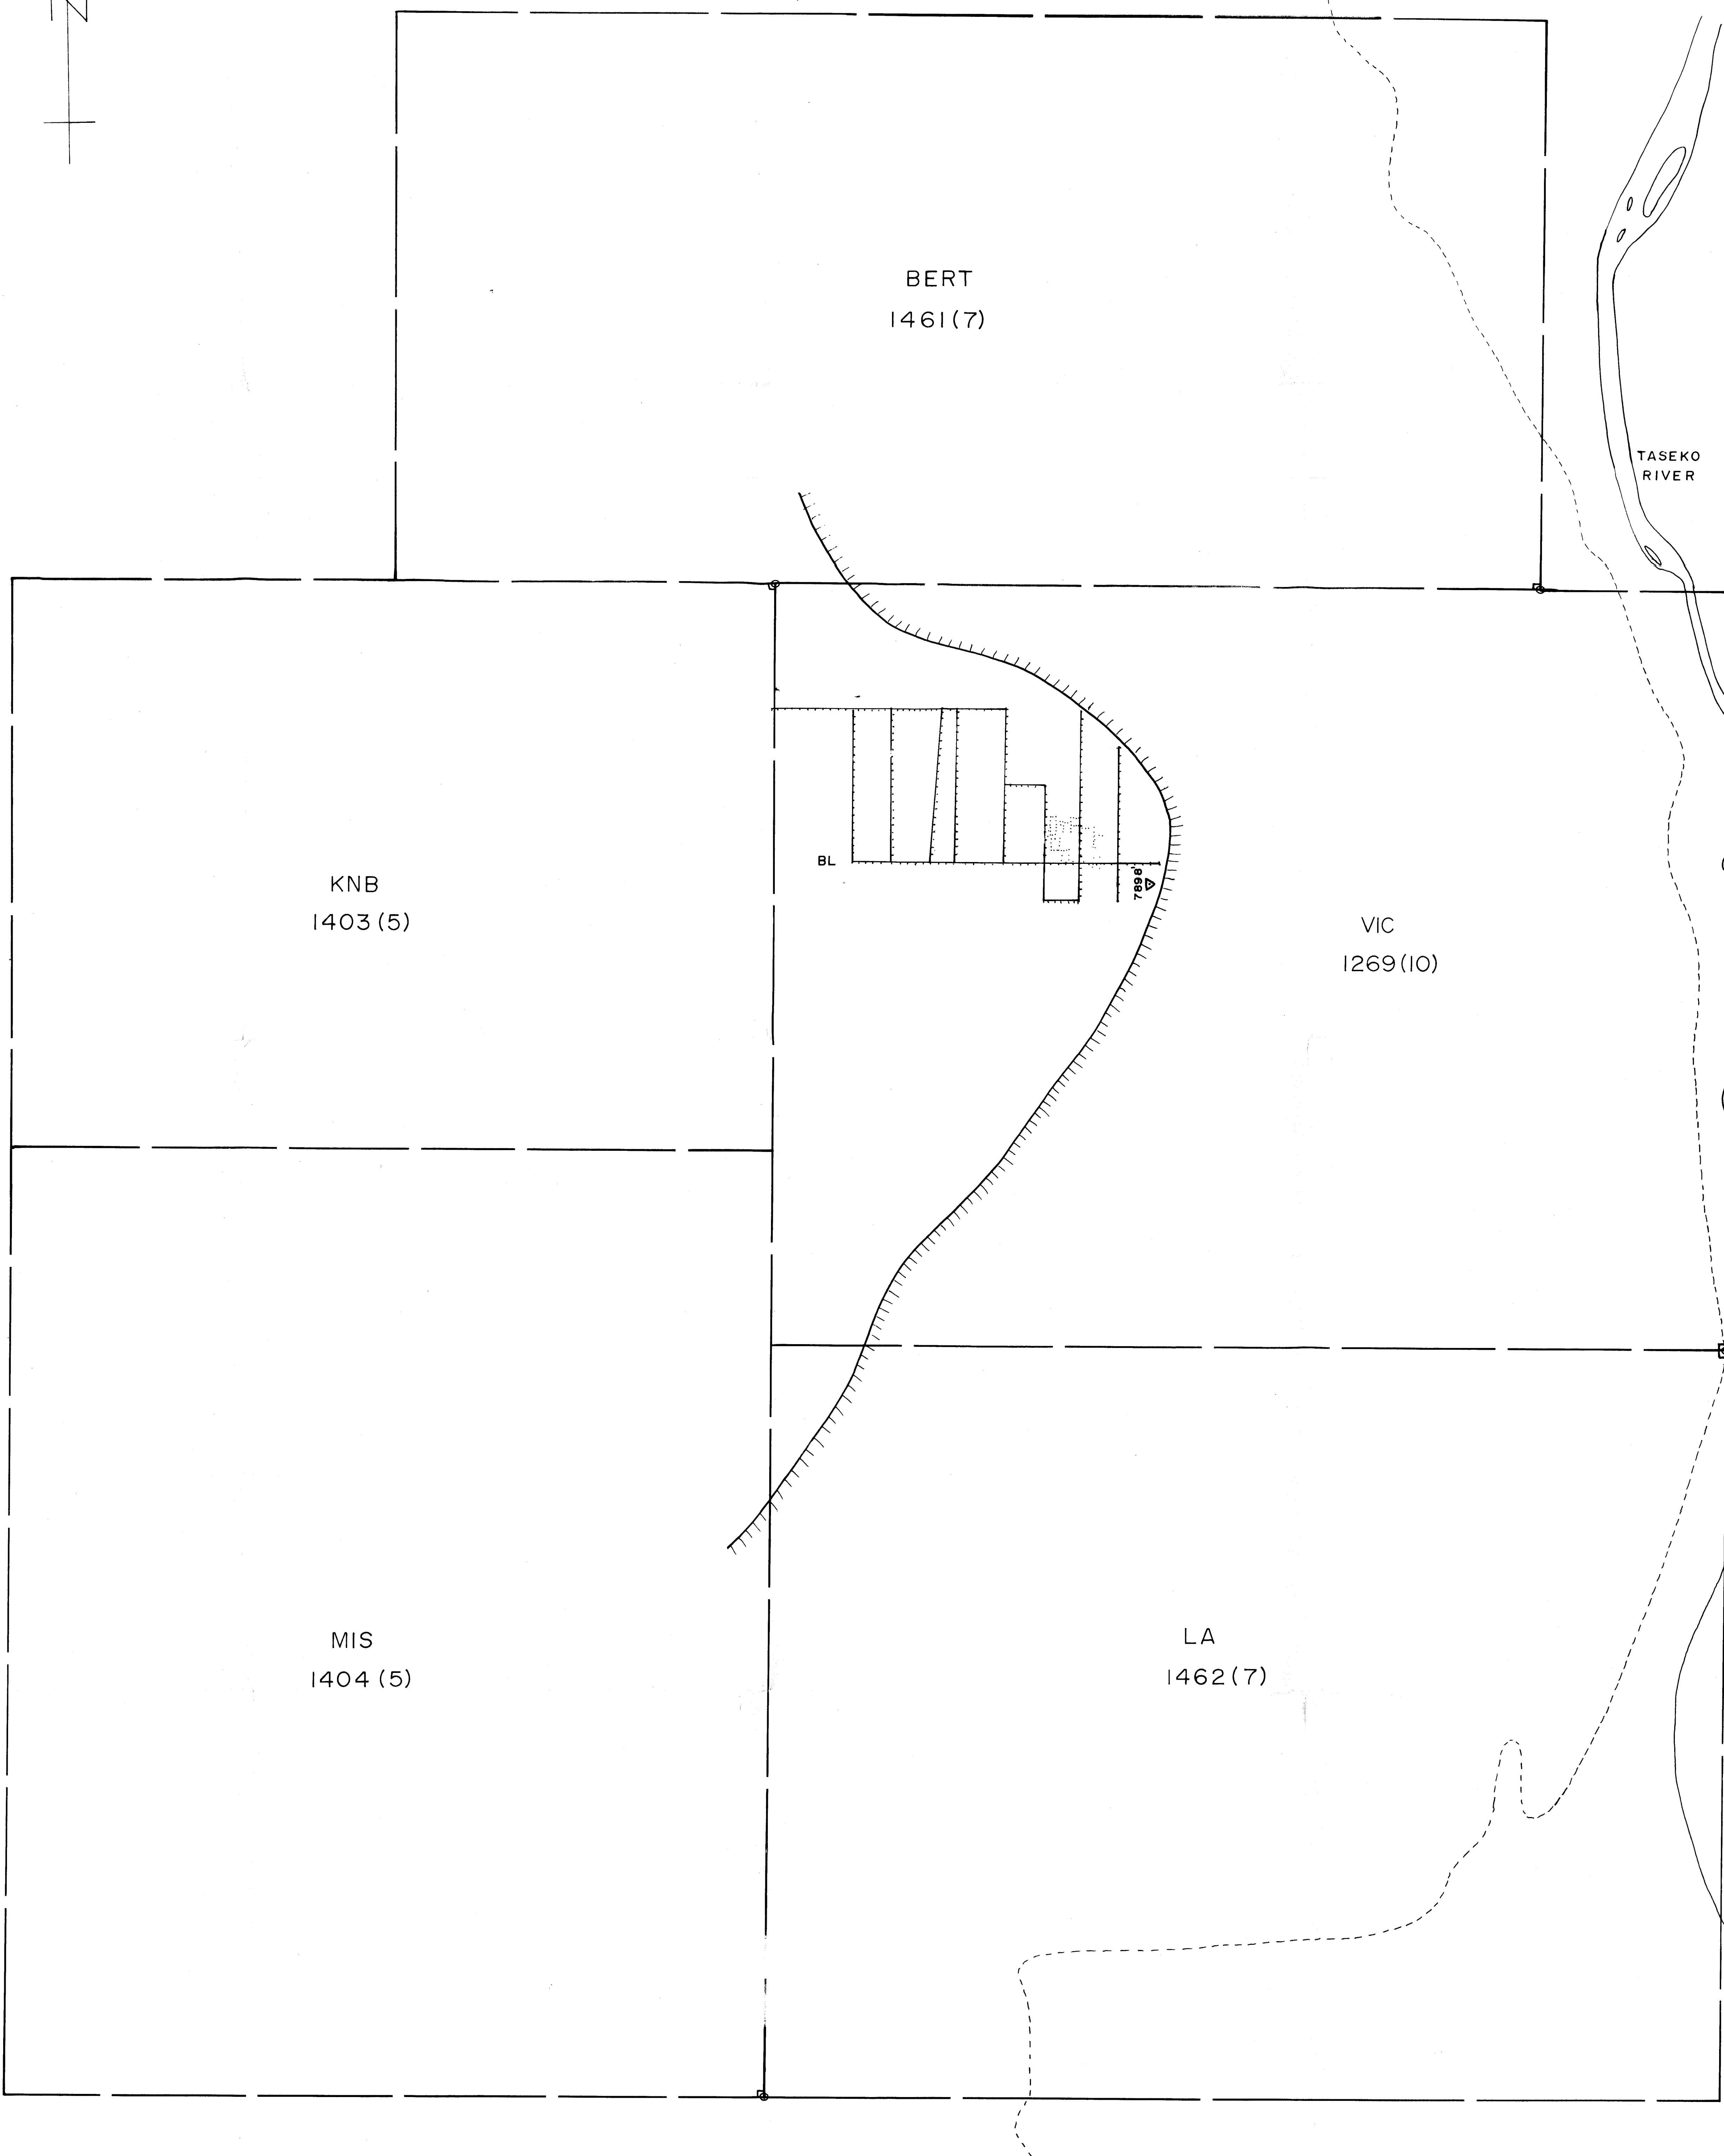 N
BERT
1461(7)
TASEKO
RIVER
KNB
1403(5)
BL
7898'
VIC
1269(10)
MIS
1404(5)
LA
1462(7)